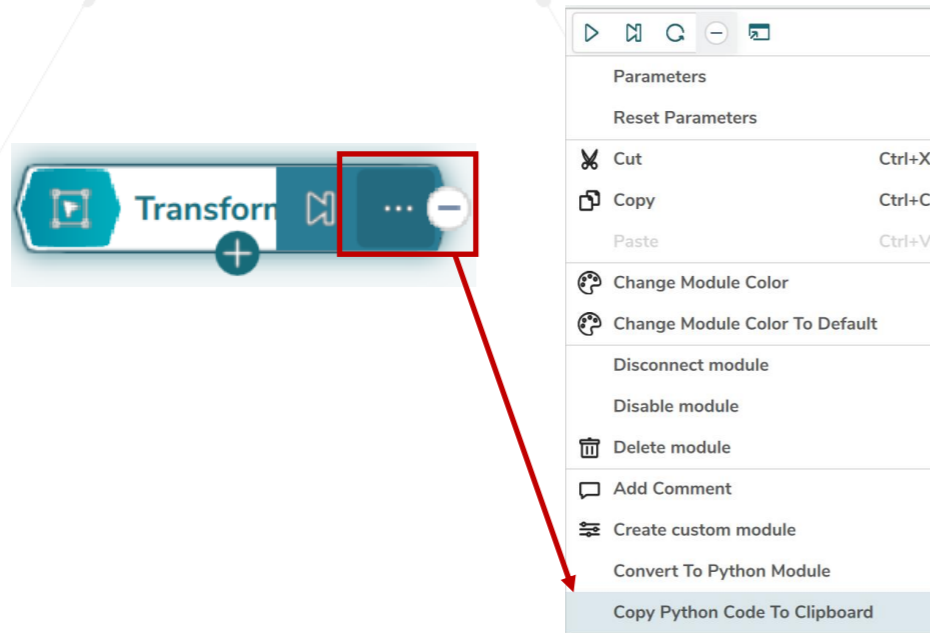 Transform
Parameters
Reset Parameters
Cut Ctrl+X
Copy Ctrl+C
Paste Ctrl+V
Change Module Color
Change Module Color To Default
Disconnect module
Disable module
Delete module
Add Comment
Create custom module
Convert To Python Module
Copy Python Code To Clipboard